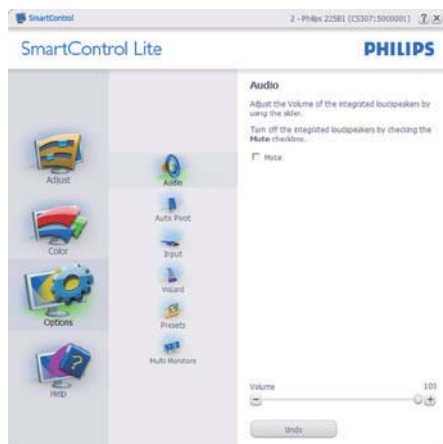 SmartControl
2 - Philips 225B1 (CS30715000001)
SmartControl Lite
PHILIPS
Adjust
Color
Options
Help
Audio
Auto Pivot
Input
Wizard
Presets
Multi Monitors
Audio
Adjust the Volume of the integrated loudspeakers by
using the slider.
Turn off the integrated loudspeakers by checking the
Mute checkbox.
Mute
Volume
100
Undo